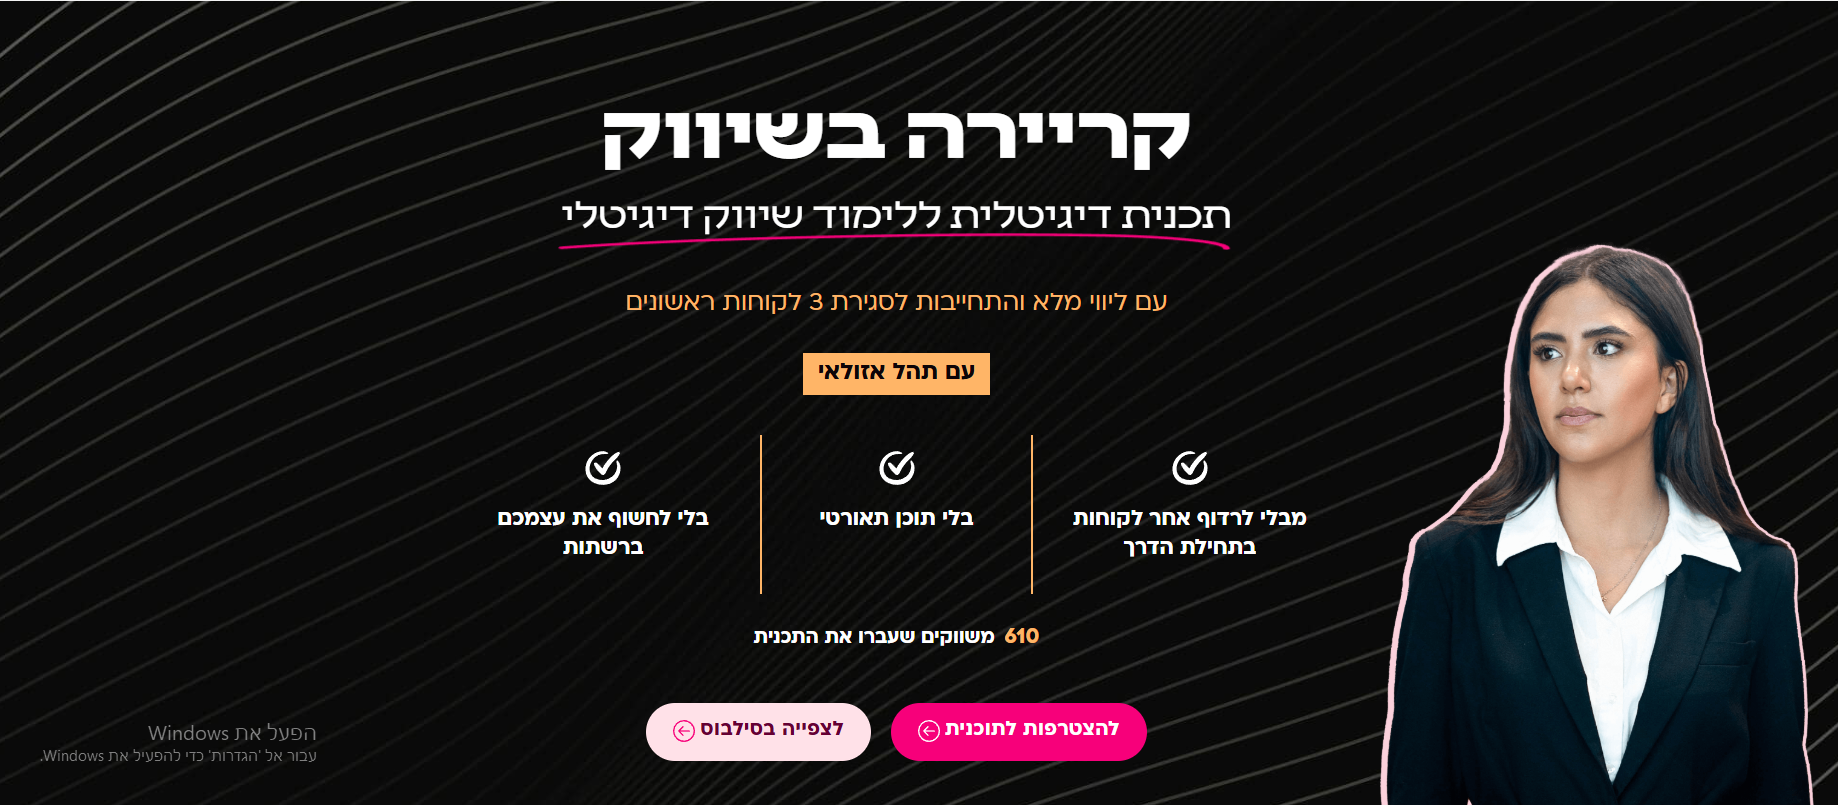 קריירה בשיווק
תכנית דיגיטלית ללימוד שיווק דיגיטלי
עם ליווי מלא והתחייבות לסגירת 3 לקוחות ראשונים
עם תהל אזולאי
מבלי לרדוף אחר לקוחות
בתחילת הדרך
בלי תוכן תאורטי
בלי לחשוף את עצמכם
ברשתות
610 משווקים שעברו את התכנית
להצטרפות לתוכנית
לצפייה בסילבוס
הפעל את Windows
עבור אל 'הגדרות' כדי להפעיל את Windows.